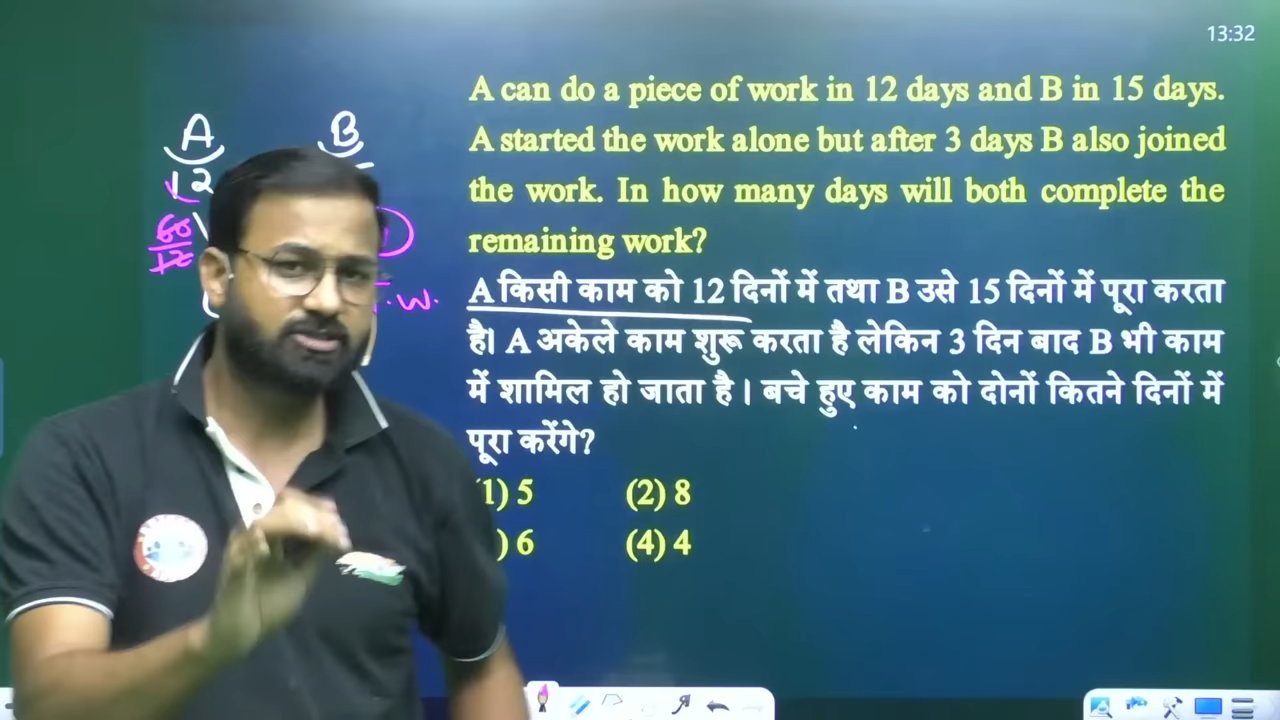 13:32
A can do a piece of work in 12 days and B in 15 days.
A started the work alone but after 3 days B also joined
the work. In how many days will both complete the
remaining work?
A किसी काम को 12 दिनों में तथा B उसे 15 दिनों में पूरा करता
है। A अकेले काम शुरू करता है लेकिन 3 दिन बाद B भी काम
में शामिल हो जाता है। बचे हुए काम को दोनों कितने दिनों में
पूरा करेंगे?
1) 5 (2) 8
) 6 (4) 4
A B
12
W.